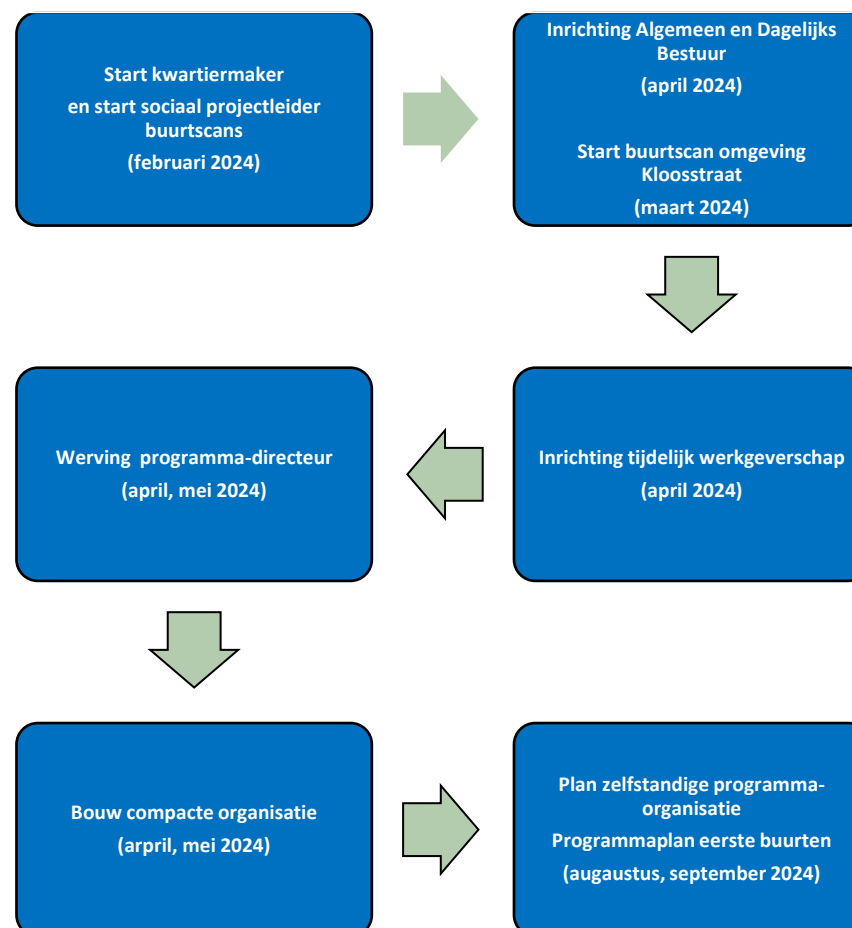 Start kwartiermaker
en start sociaal projectleider
buurtscans
(februari 2024)
Inrichting Algemeen en Dagelijks
Bestuur
(april 2024)
Start buurtscan omgeving
Kloosstraat
(maart 2024)
Inrichting tijdelijk werkgeverschap
(april 2024)
Werving programma-directeur
(april, mei 2024)
Bouw compacte organisatie
(arpril, mei 2024)
Plan zelfstandige programma-
organisatie
Programmaplan eerste buurten
(augaustus, september 2024)